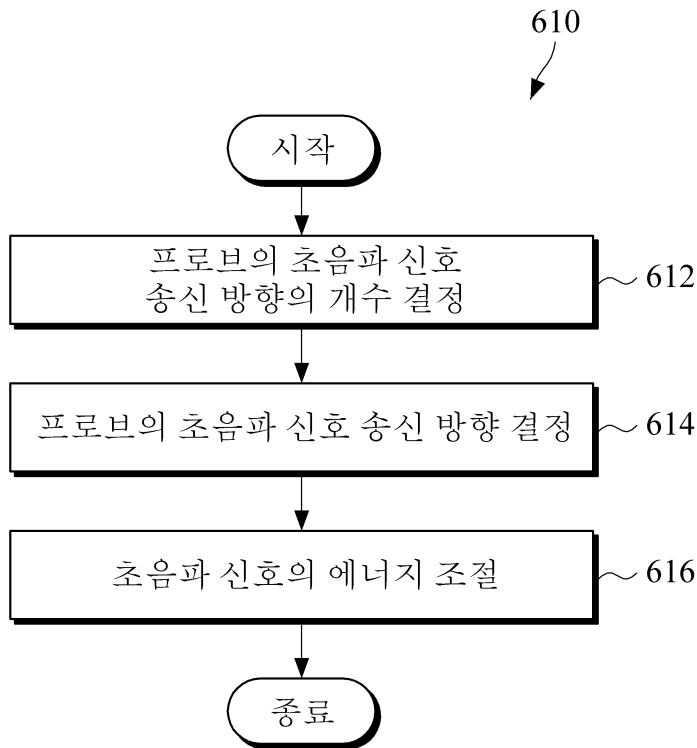 610
시작
프로브의 초음파 신호
송신 방향의 개수 결정
612
프로브의 초음파 신호 송신 방향 결정
614
초음파 신호의 에너지 조절
616
종료